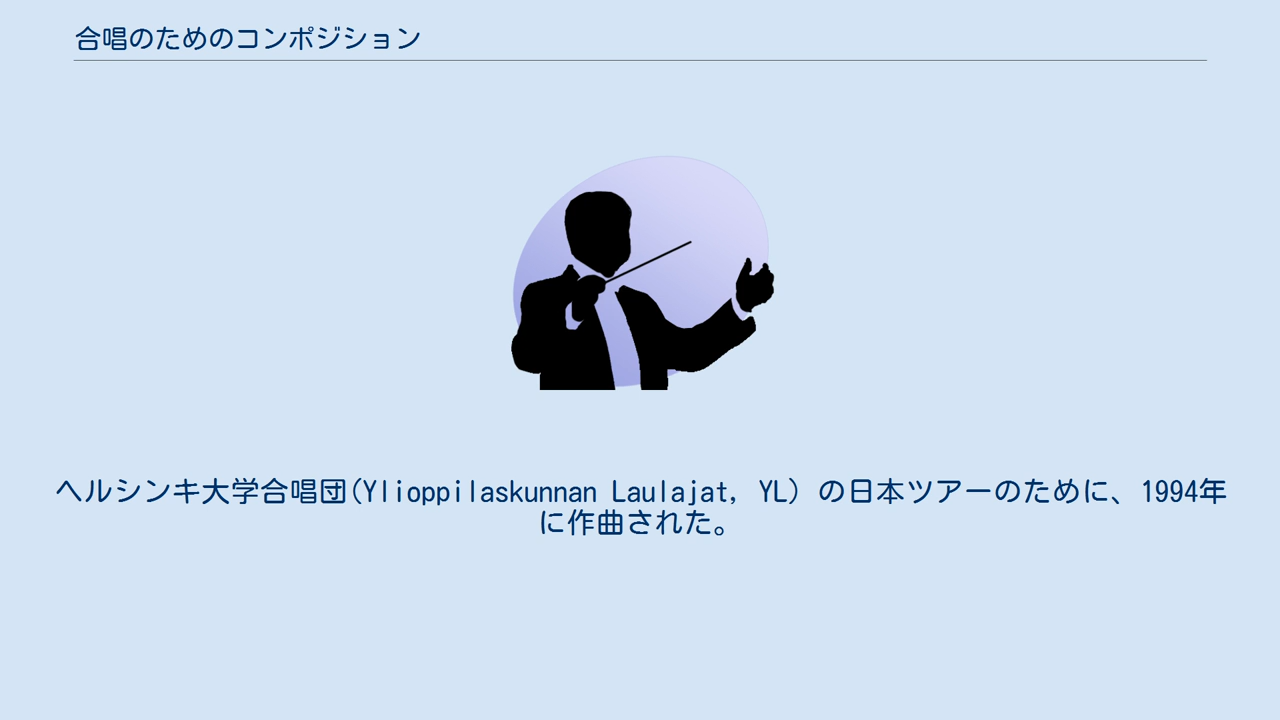 合唱のためのコンポジション
ヘルシンキ大学合唱団(Ylioppilaskunnan Laulajat, YL) の日本ツアーのために、1994年
に作曲された。